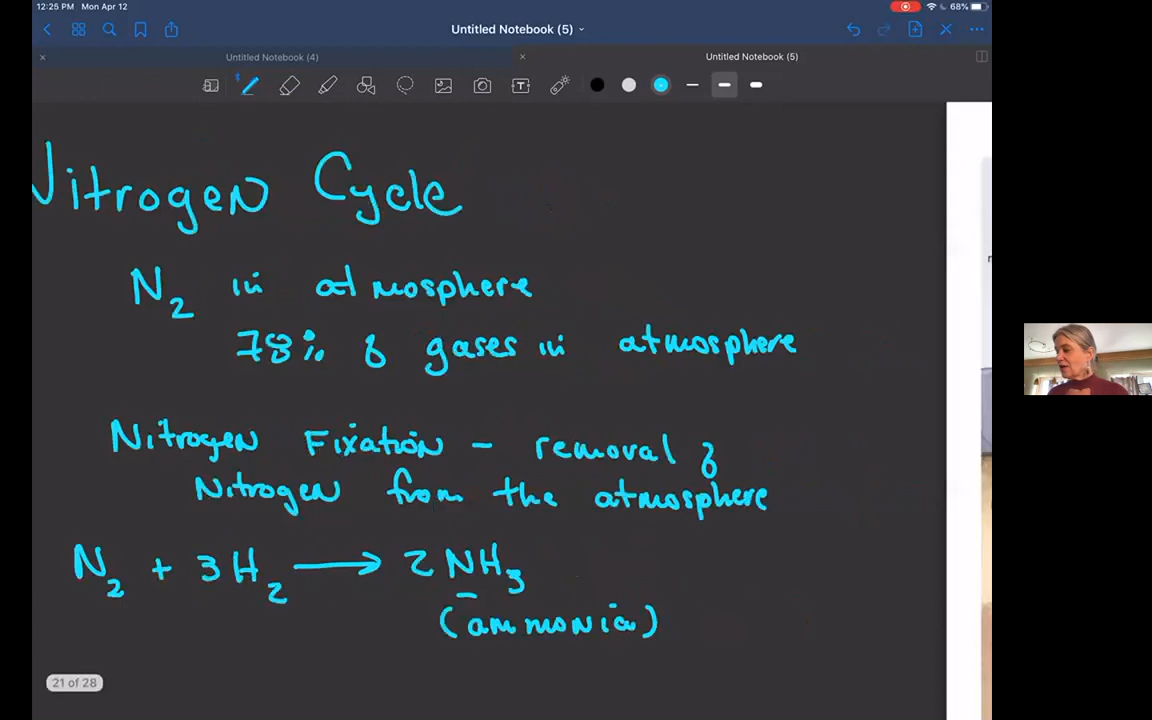 12:25 PM Mon Apr 12
68%
Untitled Notebook (5)
Untitled Notebook (4)
Untitled Notebook (5)
Nitrogen Cycle
N₂ in atmosphere
78% of gases in atmosphere
Nitrogen Fixation - removal of
Nitrogen from the atmosphere
N₂ + 3H₂ → 2NH₃
(ammonia)
21 of 28